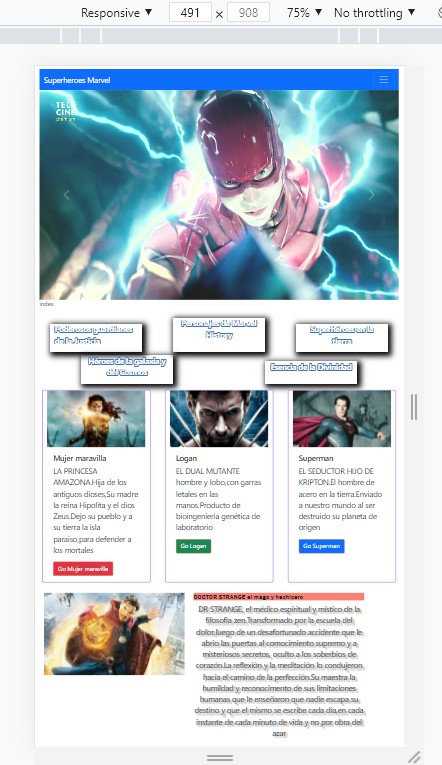 Responsive ▼ 491 × 908 75% ▼ No throttling ▼
Superheroes Marvel
TELE
CINE
index
Poderosos guardianes
de la Justicia
Personajes de Marvel
History
Superhéroes en la
tierra
Héroes de la galaxia y
del Cosmos
Esencia de la Divinidad
Mujer maravilla
LA PRINCESA
AMAZONA.Hija de los
antiguos dioses,Su madre
la reina Hipolita y el dios
Zeus.Dejo su pueblo y a
su tierra la isla
paraiso,para defender a
los mortales
Go Mujer maravilla
Logan
EL DUAL MUTANTE
hombre y lobo,con garras
letales en las
manos.Producto de
bioingeniería genética de
laboratorio
Go Logan
Superman
EL SEDUCTOR HIJO DE
KRIPTON.El hombre de
acero en la tierra.Enviado
a nuestro mundo al ser
destruido su planeta de
origen
Go Superman
DOCTOR STRANGE el mago y hechicero
DR STRANGE, el médico espiritual y místico de la
filosofía zen.Transformado por la escuela del
dolor,luego de un desafortunado accidente que le
abrio las puertas al comocimiento supremo y a
misteriosos secretos, oculto a los soberbios de
corazón.La reflexión y la meditación lo condujeron
hacia el camino de la perfección.Su maestra la
humildad y reconocimento de sus limitaciones
humanas que le enseñaron que nadie escapa su
destino y que el mismo se escribe cada dia,en cada
instante de cada minuto de vida y no por obra del
azar